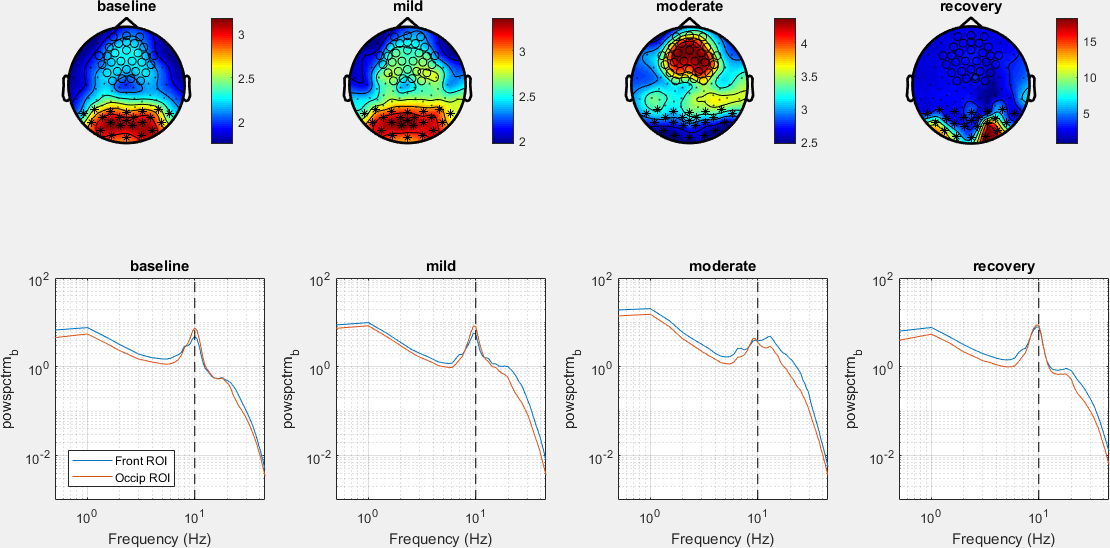 baseline
mild
moderate
recovery
3
2.5
2
3
2.5
2
4
3.5
3
2.5
15
10
5
baseline
mild
moderate
recovery
10^2
10^0
10^-2
powspctrm_b
Front ROI
Occip ROI
10^0
10^1
Frequency (Hz)
10^2
10^0
10^-2
powspctrm_b
10^0
10^1
Frequency (Hz)
10^2
10^0
10^-2
powspctrm_b
10^0
10^1
Frequency (Hz)
10^2
10^0
10^-2
powspctrm_b
10^0
10^1
Frequency (Hz)